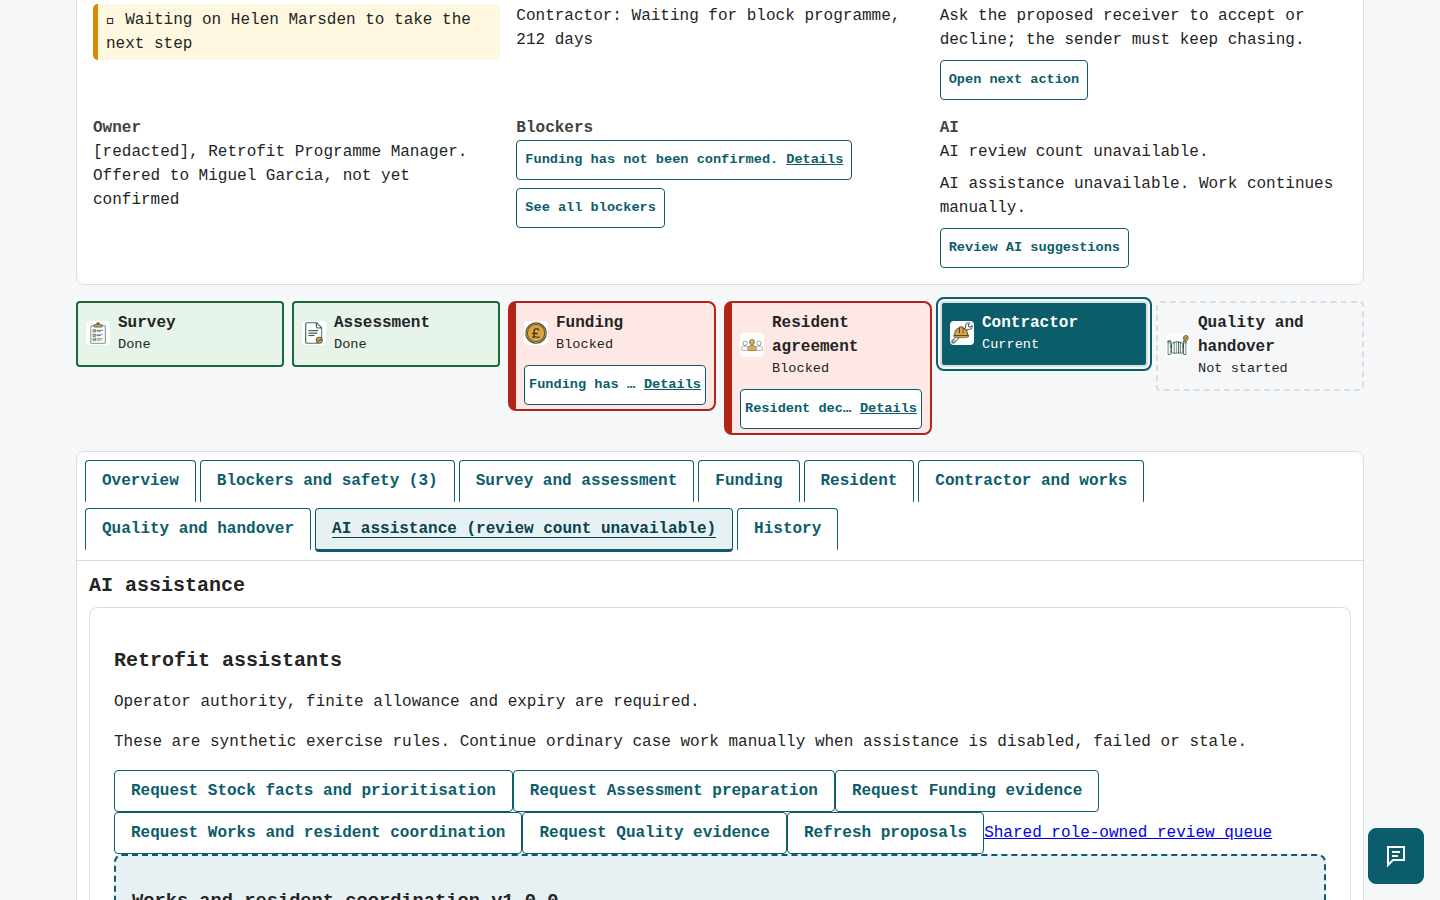 Waiting on Helen Marsden to take the
next step
Contractor: Waiting for block programme,
212 days
Ask the proposed receiver to accept or
decline; the sender must keep chasing.
Open next action
Owner
[redacted], Retrofit Programme Manager.
Offered to Miguel Garcia, not yet
confirmed
Blockers
Funding has not been confirmed. Details
See all blockers
AI
AI review count unavailable.
AI assistance unavailable. Work continues
manually.
Review AI suggestions
Survey
Done
Assessment
Done
Funding
Blocked
Funding has … Details
Resident
agreement
Blocked
Resident dec… Details
Contractor
Current
Quality and
handover
Not started
Overview
Blockers and safety (3)
Survey and assessment
Funding
Resident
Contractor and works
Quality and handover
AI assistance (review count unavailable)
History
AI assistance
Retrofit assistants
Operator authority, finite allowance and expiry are required.
These are synthetic exercise rules. Continue ordinary case work manually when assistance is disabled, failed or stale.
Request Stock facts and prioritisation
Request Assessment preparation
Request Funding evidence
Request Works and resident coordination
Request Quality evidence
Refresh proposals
Shared role-owned review queue
Works and resident coordination v1.0.0